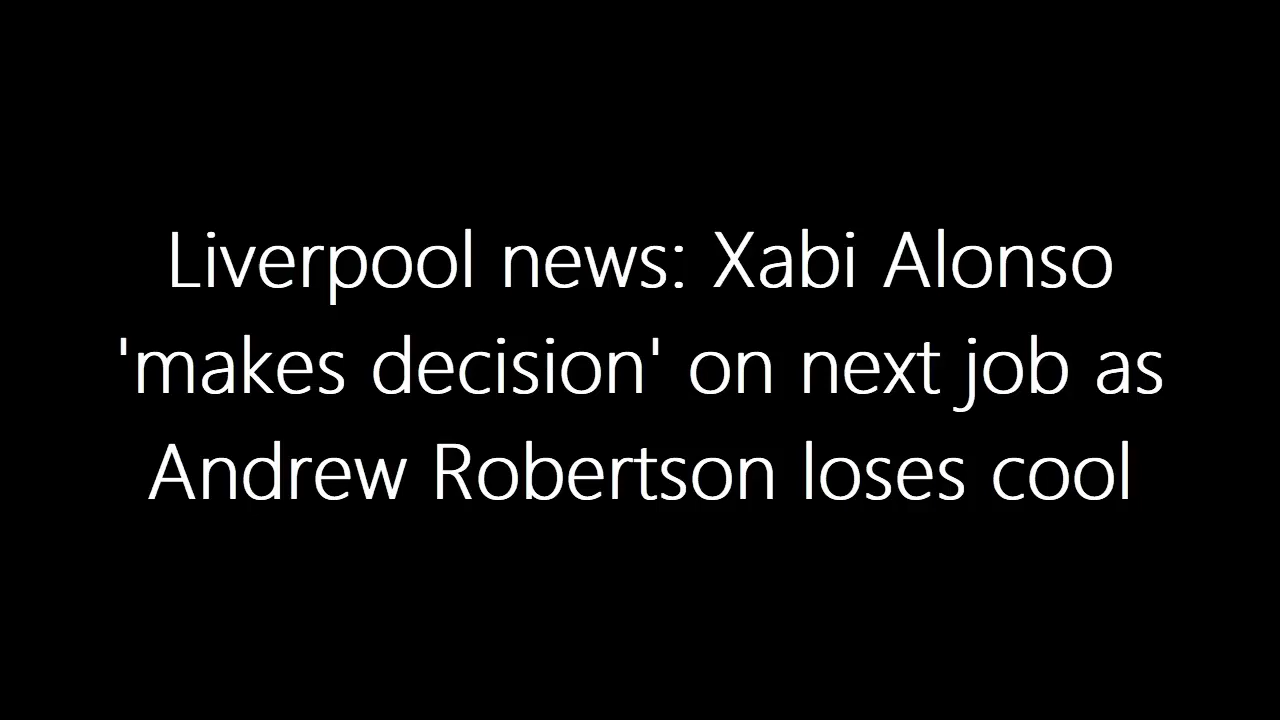 Liverpool news: Xabi Alonso
'makes decision' on next job as
Andrew Robertson loses cool